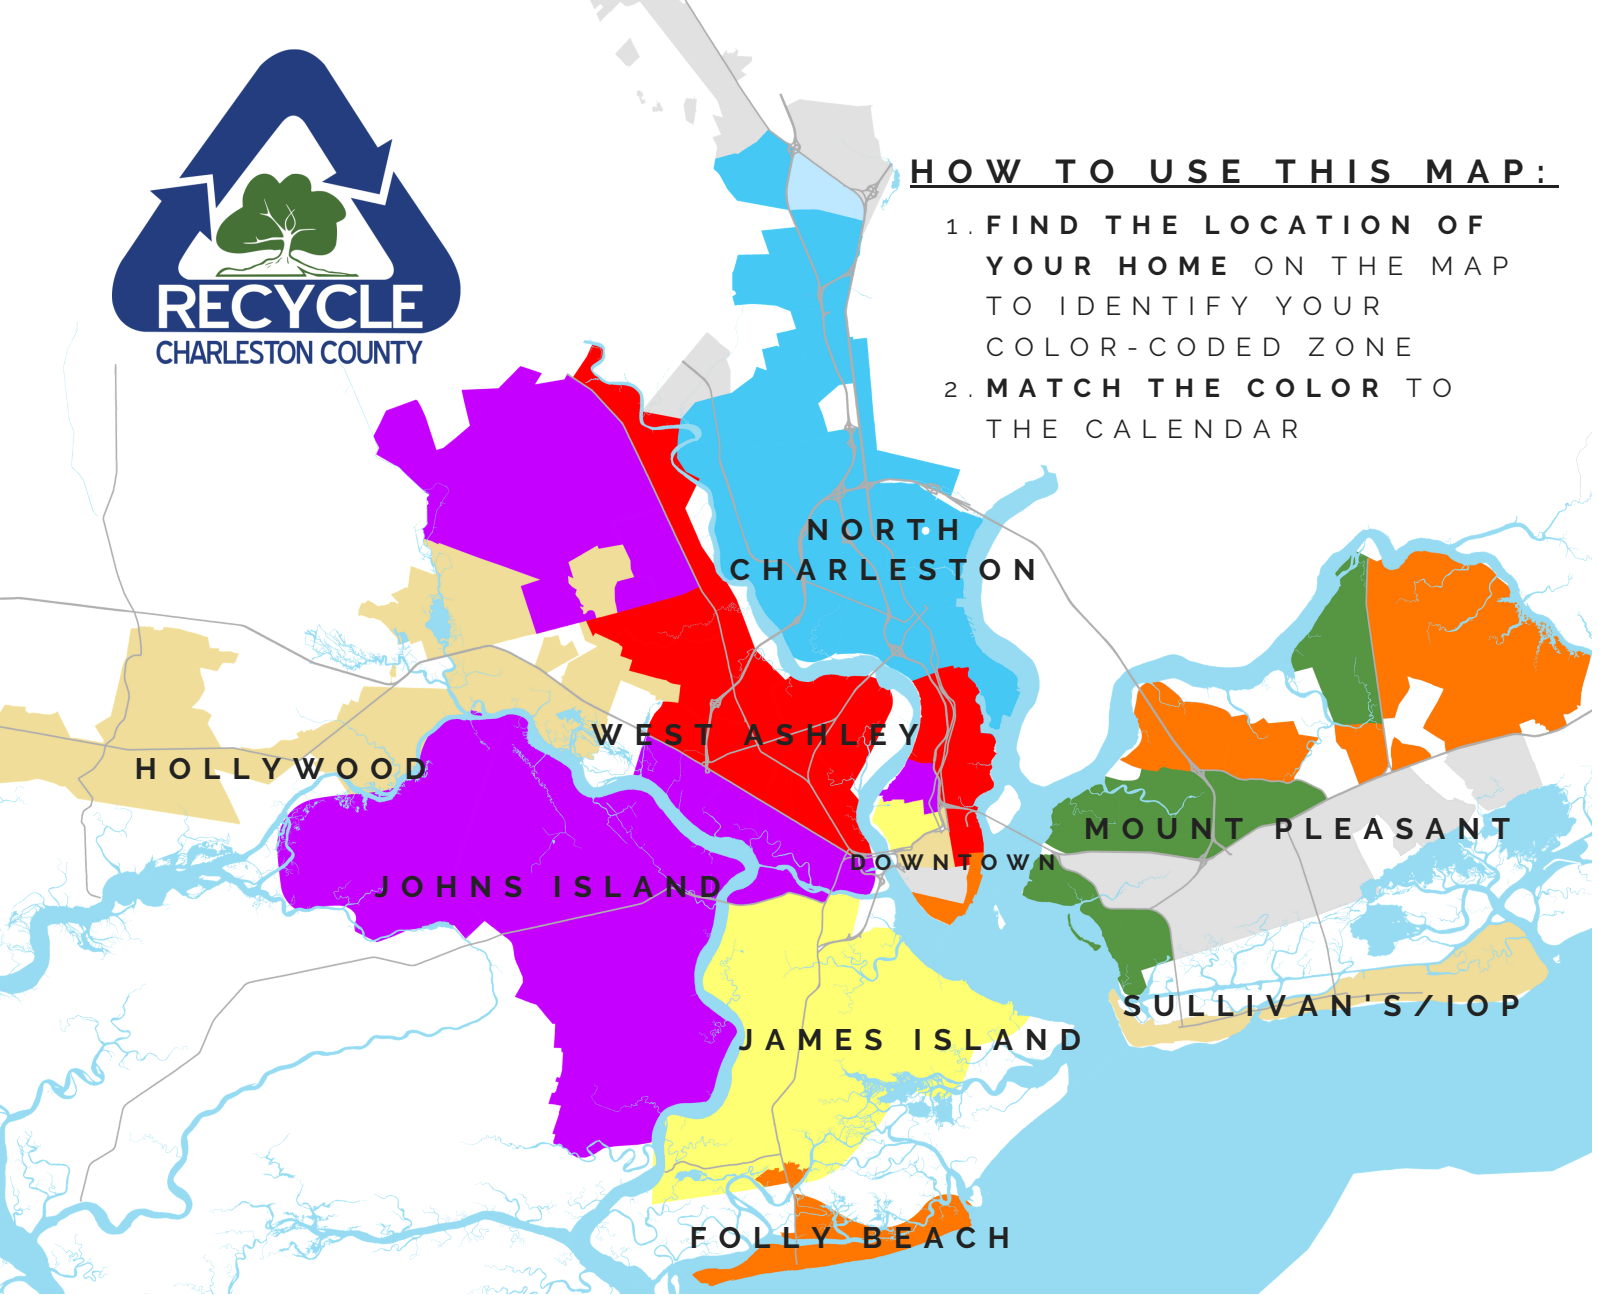 RECYCLE
CHARLESTON COUNTY
HOW TO USE THIS MAP:
1. FIND THE LOCATION OF
YOUR HOME ON THE MAP
TO IDENTIFY YOUR
COLOR-CODED ZONE
2. MATCH THE COLOR TO
THE CALENDAR
NORTH
CHARLESTON
WEST ASHLEY
HOLLYWOOD
MOUNT PLEASANT
DOWNTOWN
JOHNS ISLAND
SULLIVAN'S/IOP
JAMES ISLAND
FOLLY BEACH